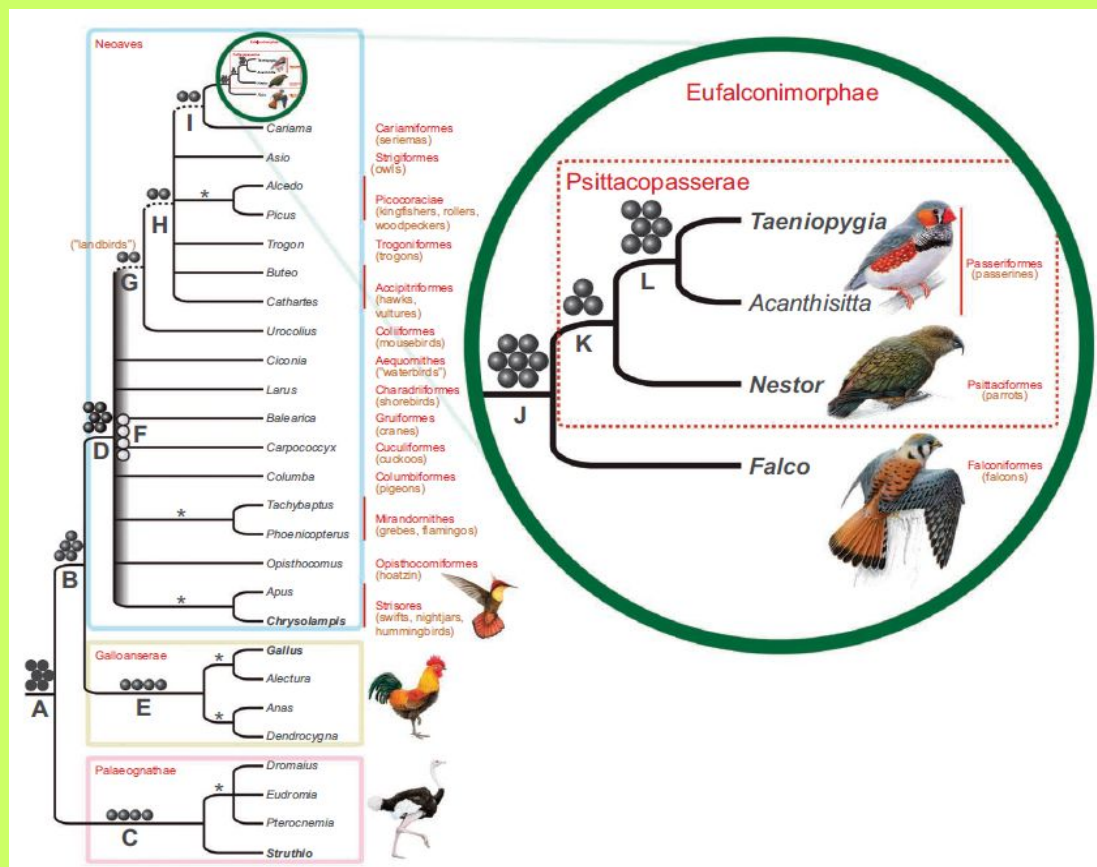 Neoaves
I
Cariama
Cariamiformes
(seriemas)
Asio
Strigiformes
(owls)
Alcedo
Picus
*
Picocoraciae
(kingfishers, rollers,
woodpeckers)
H
("landbirds")
Trogon
Trogoniformes
(trogons)
G
Buteo
Cathartes
Accipitriformes
(hawks,
vultures)
Urocolius
Coliiformes
(mousebirds)
Ciconia
Aequornithes
("waterbirds")
Larus
Charadriiformes
(shorebirds)
D
F
Balearica
Gruiformes
(cranes)
Carpococcyx
Cuculiformes
(cuckoos)
Columba
Columbiformes
(pigeons)
*
Tachybaptus
Phoenicopterus
Mirandornithes
(grebes, flamingos)
B
Opisthocomus
Opisthocomiformes
(hoatzin)
*
Apus
Chrysolampis
Strisores
(swifts, nightjars,
hummingbirds)
Galloanserae
*
Gallus
Alectura
A
E
*
Anas
Dendrocygna
Palaeognathae
*
Dromaius
Eudromia
Pterocnemia
C
Struthio
Eufalconimorphae
Psittacopasserae
Taeniopygia
L
Passeriformes
(passerines)
Acanthisitta
K
Nestor
Psittaciformes
(parrots)
J
Falco
Falconiformes
(falcons)